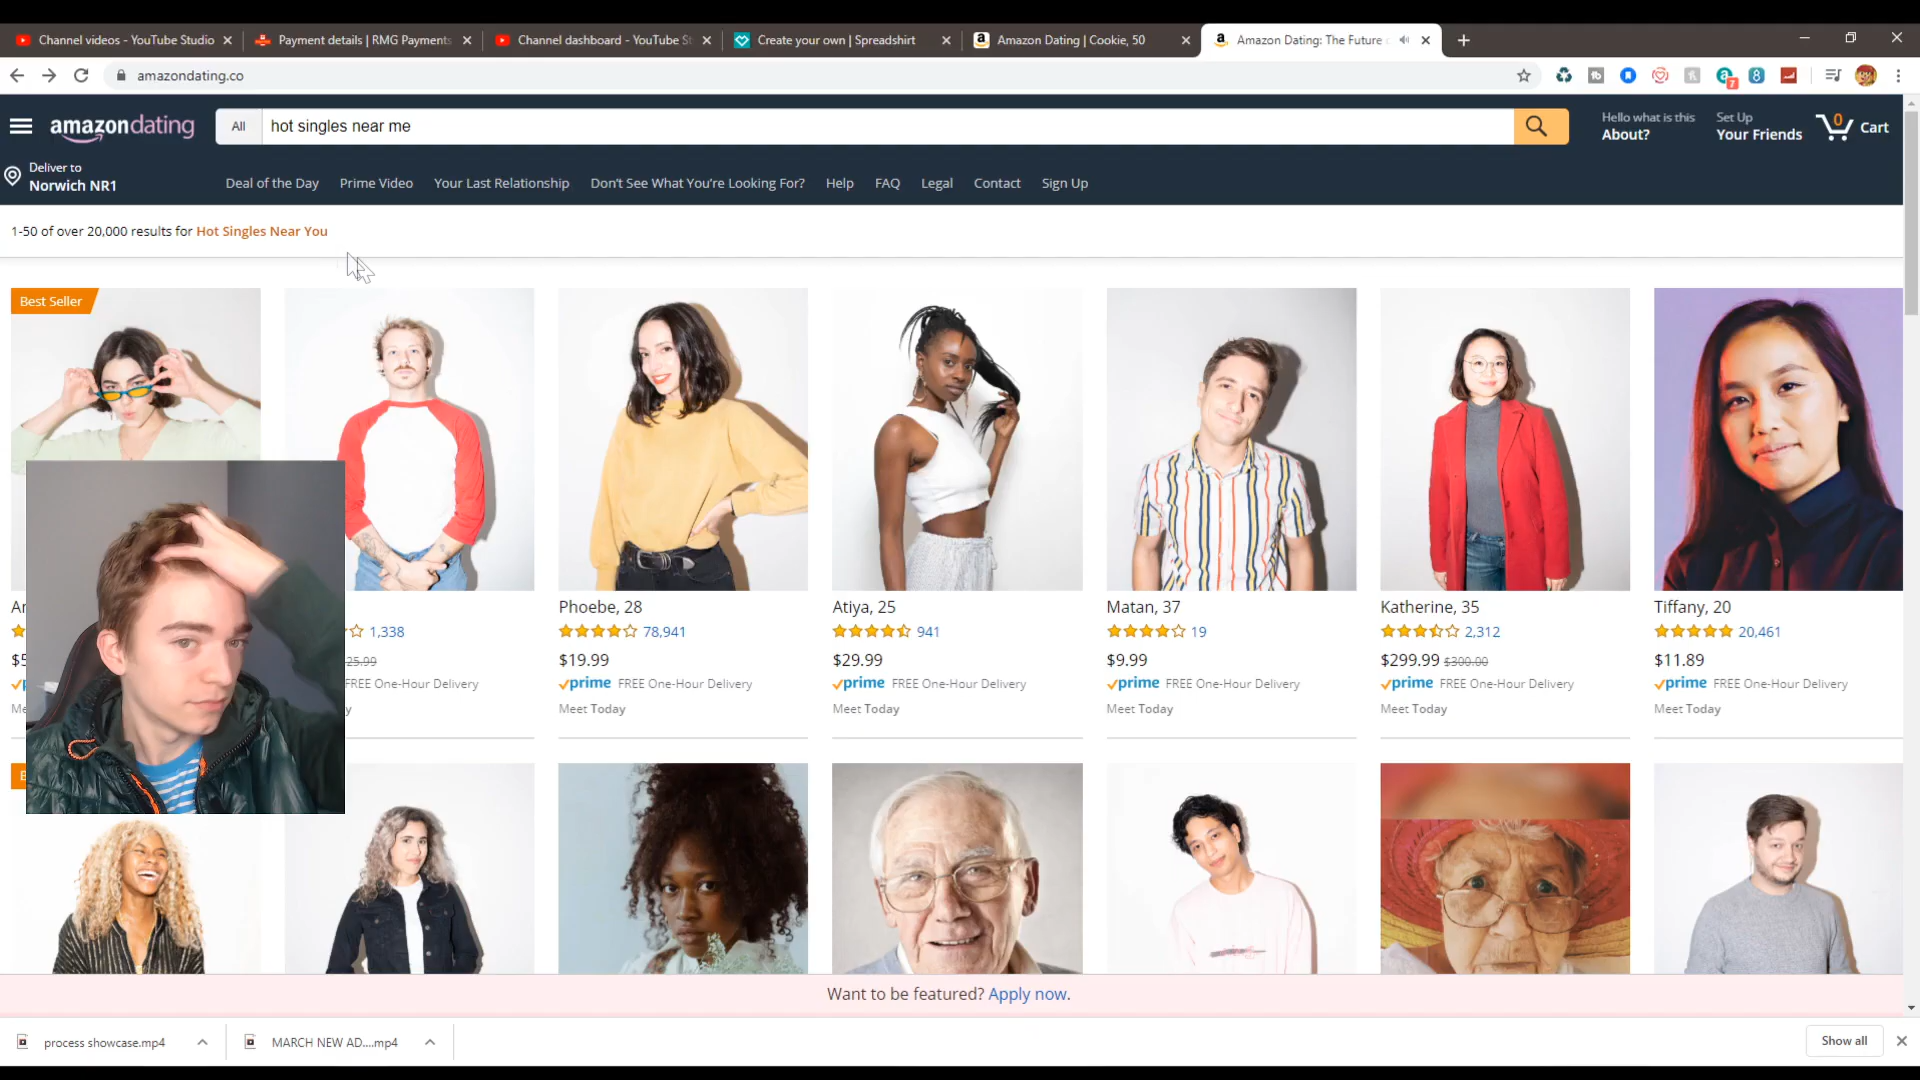 Channel videos - YouTube Studio
Payment details | RMG Payments
Channel dashboard - YouTube St
Create your own | Spreadshirt
Amazon Dating | Cookie, 50
Amazon Dating: The Future
amazondating.co
amazondating
All
hot singles near me
Hello what is this
About?
Set Up
Your Friends
0
Cart
Deliver to
Norwich NR1
Deal of the Day
Prime Video
Your Last Relationship
Don't See What You're Looking For?
Help
FAQ
Legal
Contact
Sign Up
1-50 of over 20,000 results for Hot Singles Near You
Best Seller
1,338
25.99
FREE One-Hour Delivery
Phoebe, 28
78,941
$19.99
prime FREE One-Hour Delivery
Meet Today
Atiya, 25
941
$29.99
prime FREE One-Hour Delivery
Meet Today
Matan, 37
19
$9.99
prime FREE One-Hour Delivery
Meet Today
Katherine, 35
2,312
$299.99 $300.00
prime FREE One-Hour Delivery
Meet Today
Tiffany, 20
20,461
$11.89
prime FREE One-Hour Delivery
Meet Today
Want to be featured? Apply now.
process showcase.mp4
MARCH NEW AD....mp4
Show all